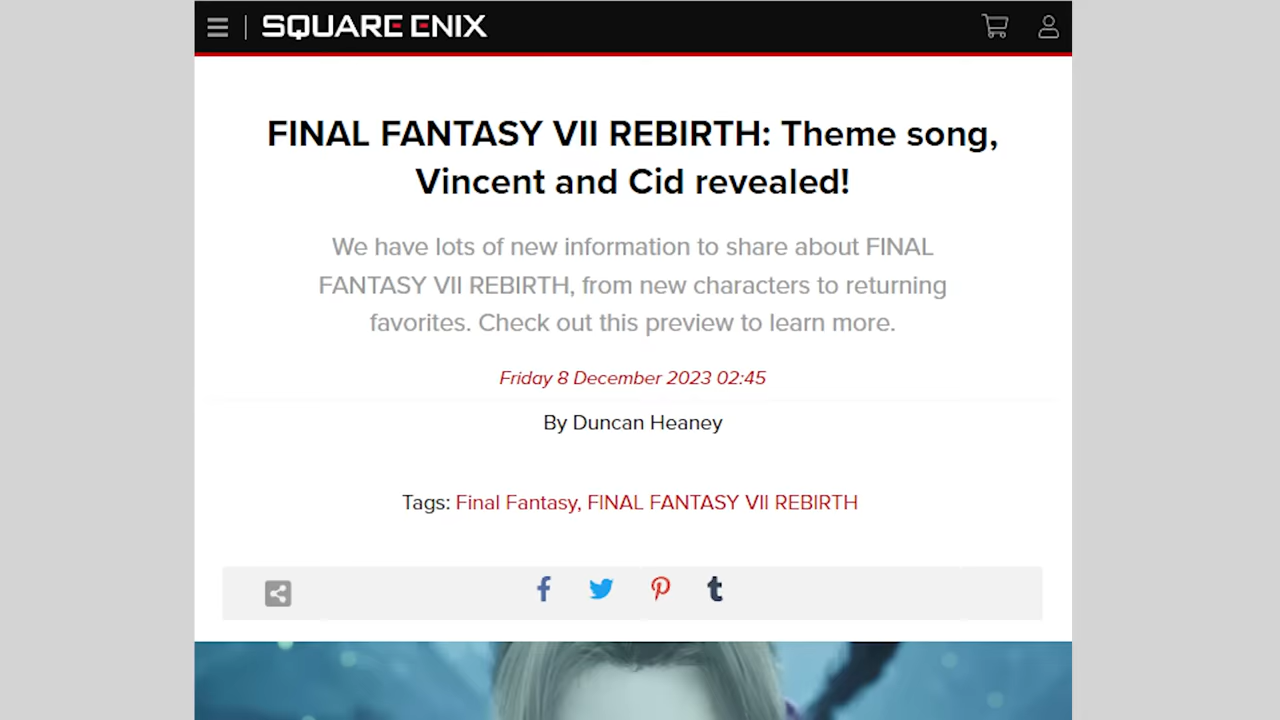 SQUARE ENIX
FINAL FANTASY VII REBIRTH: Theme song,
Vincent and Cid revealed!
We have lots of new information to share about FINAL
FANTASY VII REBIRTH, from new characters to returning
favorites. Check out this preview to learn more.
Friday 8 December 2023 02:45
By Duncan Heaney
Tags: Final Fantasy, FINAL FANTASY VII REBIRTH